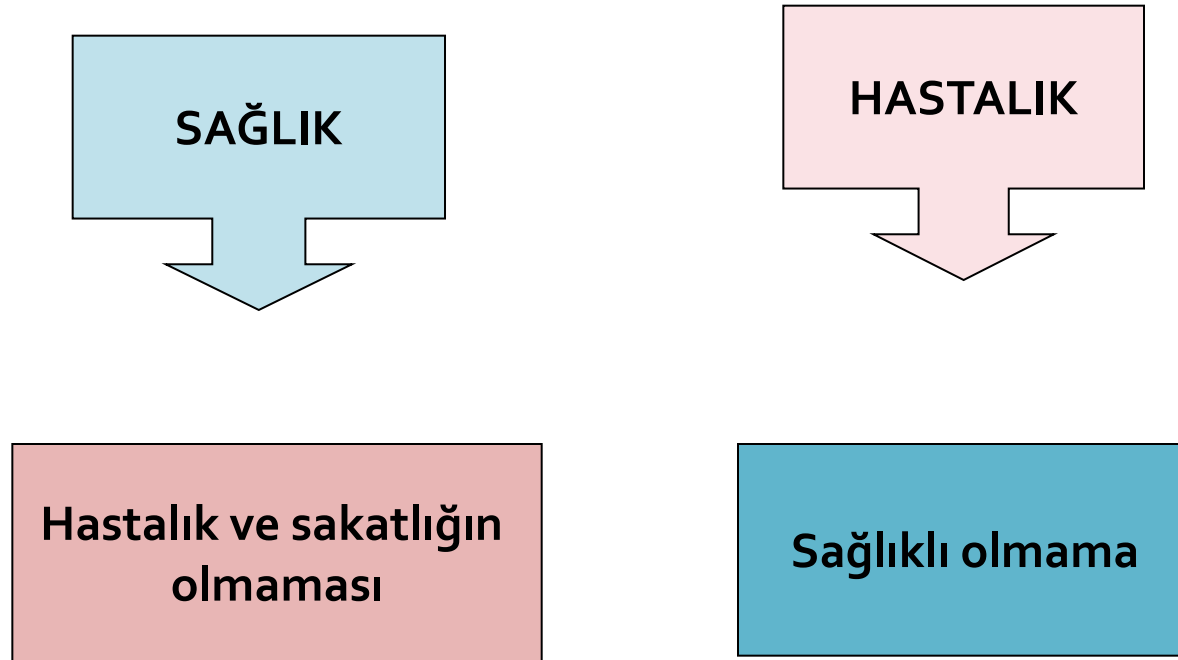 SAĞLIK
HASTALIK
Hastalık ve sakatlığın
olmaması
Sağlıklı olmama